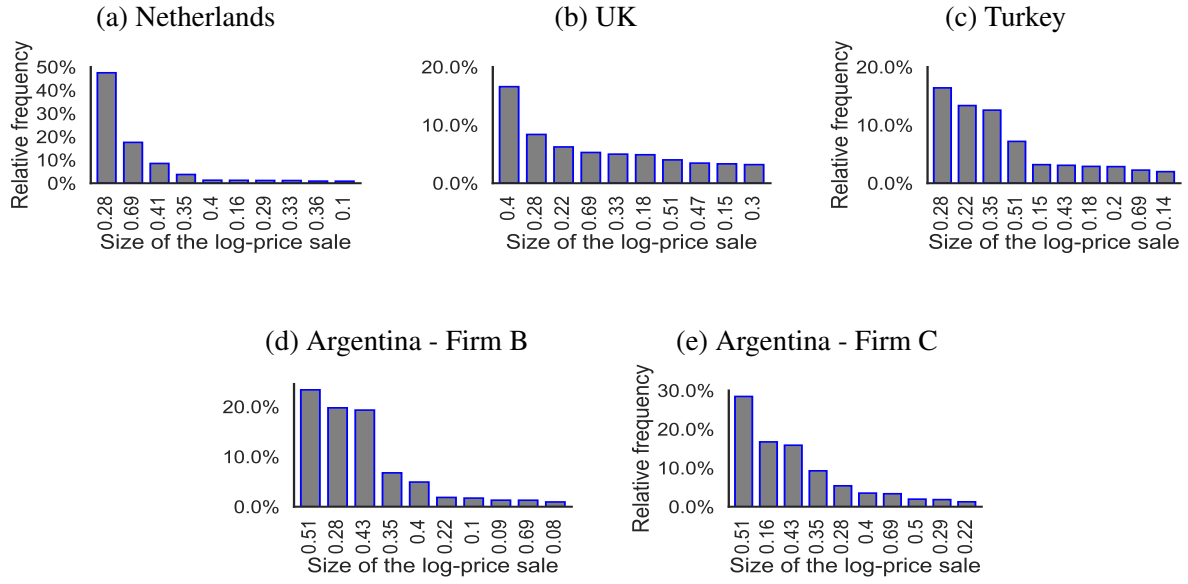 (a) Netherlands
(b) UK
(c) Turkey
Relative frequency
50%
40%
30%
20%
10%
0%
0.28 0.69 0.41 0.35 0.4 0.16 0.29 0.33 0.36 0.1
Size of the log-price sale
20.0%
10.0%
0.0%
0.4 0.28 0.22 0.69 0.33 0.18 0.51 0.47 0.15 0.3
Size of the log-price sale
Relative frequency
20.0%
10.0%
0.0%
0.28 0.22 0.35 0.51 0.15 0.43 0.18 0.2 0.69 0.14
Size of the log-price sale
(d) Argentina - Firm B
(e) Argentina - Firm C
20.0%
10.0%
0.0%
0.51 0.28 0.43 0.35 0.4 0.22 0.1 0.09 0.69 0.08
Size of the log-price sale
Relative frequency
30.0%
20.0%
10.0%
0.0%
0.51 0.16 0.43 0.35 0.28 0.4 0.69 0.5 0.29 0.22
Size of the log-price sale